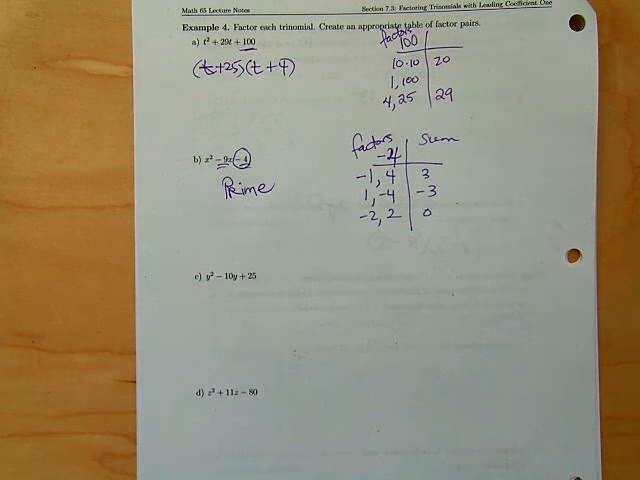 Math 65 Lecture Notes Section 7.3: Factoring Trinomials with Leading Coefficient One
Example 4. Factor each trinomial. Create an appropriate table of factor pairs.
a) t² + 29t + 100
(t+25)(t+4)
factors
100
10·10 20
1, 100
4, 25 29
b) x² − 9x − 4
Prime
factors Sum
-4
-1, 4 3
1, -4 -3
-2, 2 0
c) y² − 10y + 25
d) z² + 11z − 80